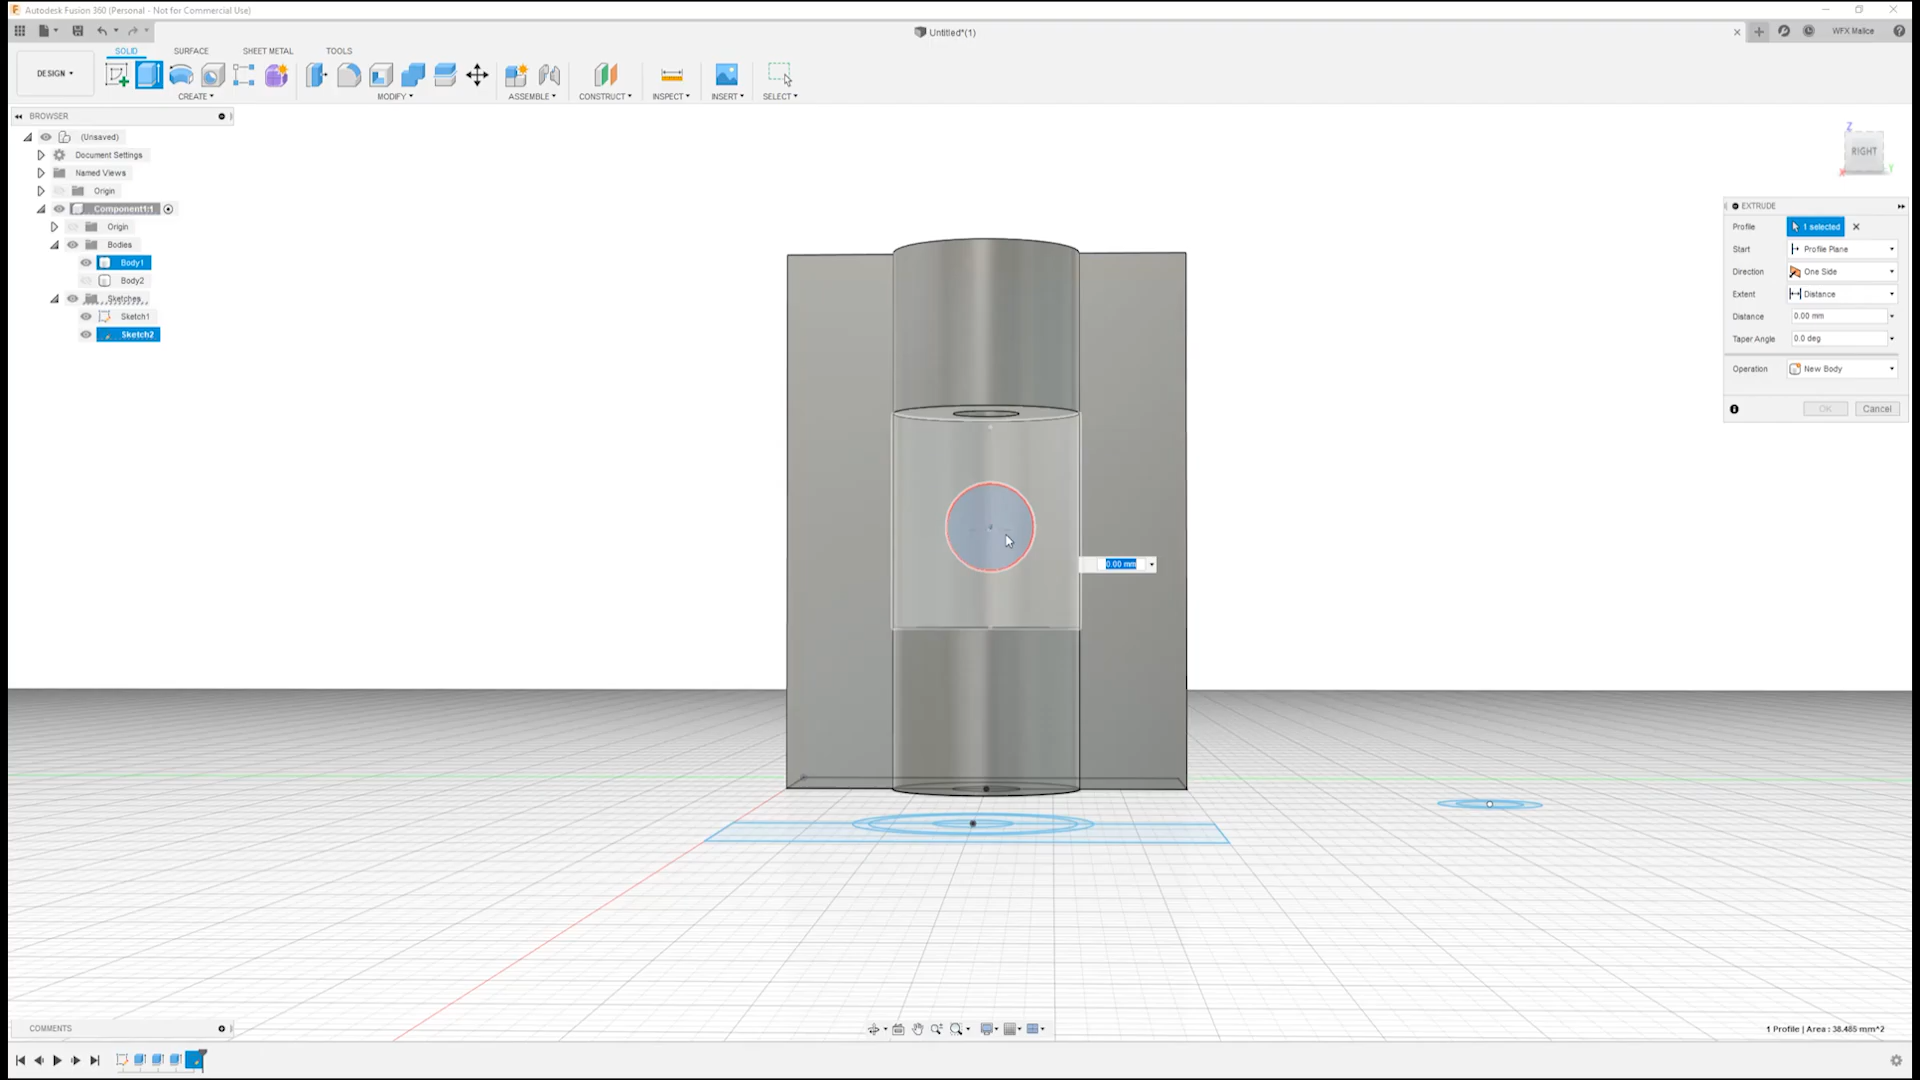 Autodesk Fusion 360 (Personal - Not for Commercial Use)
Untitled*(1)
WFX Malice
SOLID
SURFACE
SHEET METAL
TOOLS
DESIGN
CREATE
MODIFY
ASSEMBLE
CONSTRUCT
INSPECT
INSERT
SELECT
BROWSER
(Unsaved)
Document Settings
Named Views
Origin
Component1:1
Origin
Bodies
Body1
Body2
Sketches
Sketch1
Sketch2
Z
RIGHT
X
Y
EXTRUDE
Profile 1 selected
Start Profile Plane
Direction One Side
Extent Distance
Distance 0.00 mm
Taper Angle 0.0 deg
Operation New Body
OK Cancel
0.00 mm
COMMENTS
1 Profile | Area : 38.485 mm^2